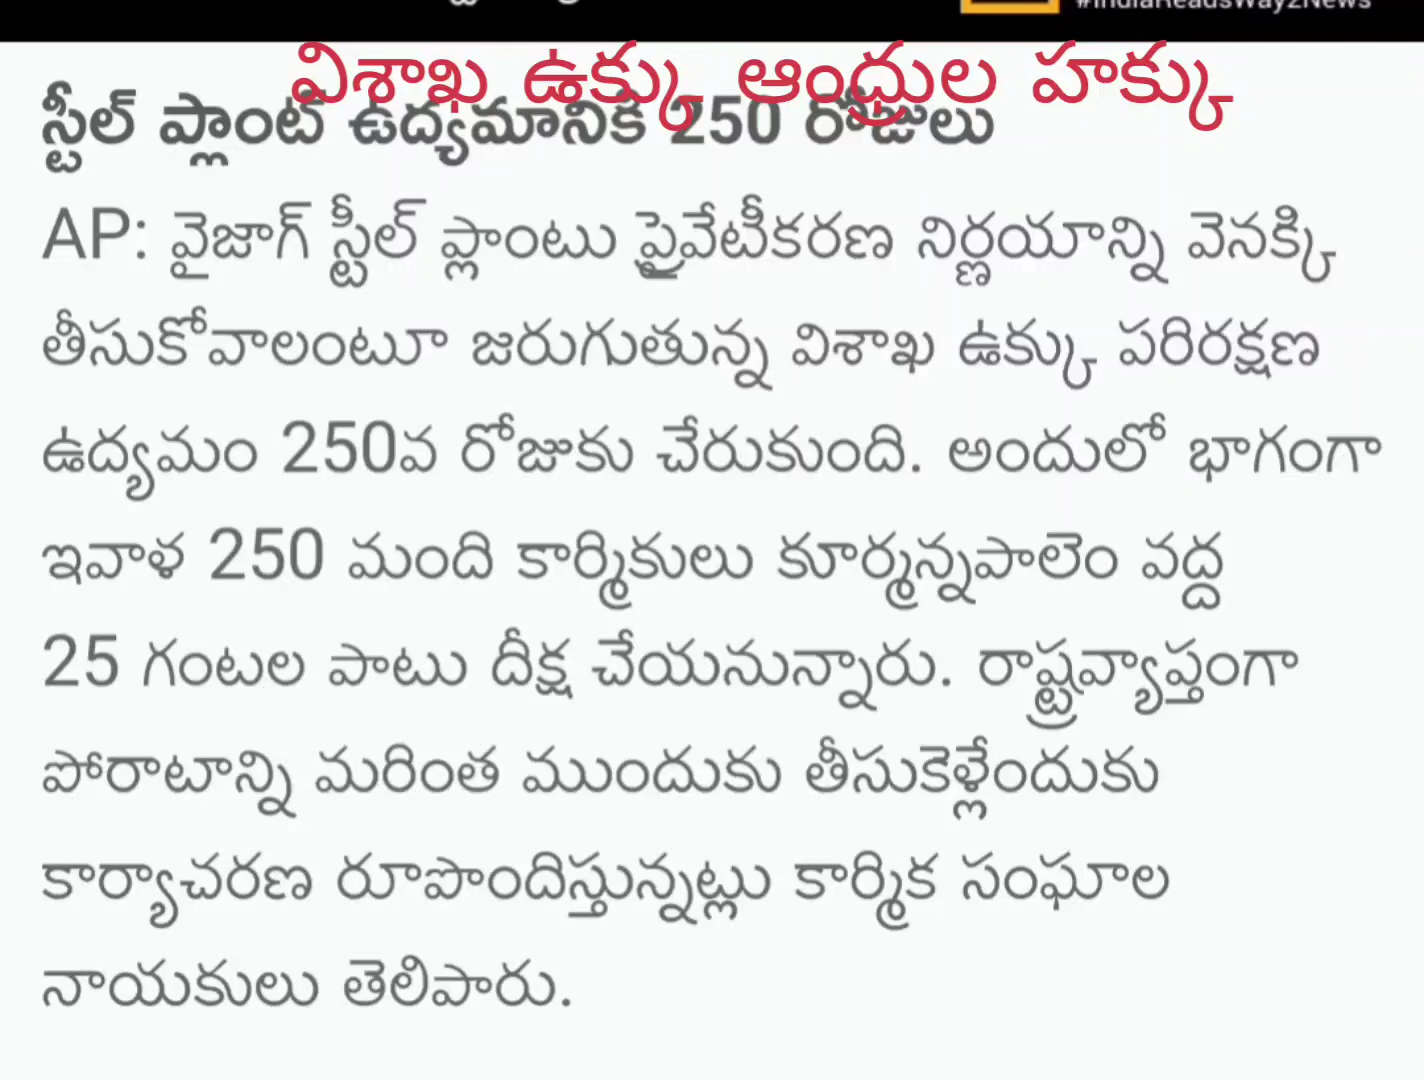 #IndiaReadsWay2News
విశాఖ ఉక్కు ఆంధ్రుల హక్కు
స్టీల్ ప్లాంట్ ఉద్యమానికి 250 రోజులు
AP: వైజాగ్ స్టీల్ ప్లాంటు ప్రైవేటీకరణ నిర్ణయాన్ని వెనక్కి
తీసుకోవాలంటూ జరుగుతున్న విశాఖ ఉక్కు పరిరక్షణ
ఉద్యమం 250వ రోజుకు చేరుకుంది. అందులో భాగంగా
ఇవాళ 250 మంది కార్మికులు కూర్మన్నపాలెం వద్ద
25 గంటల పాటు దీక్ష చేయనున్నారు. రాష్ట్రవ్యాప్తంగా
పోరాటాన్ని మరింత ముందుకు తీసుకెళ్లేందుకు
కార్యాచరణ రూపొందిస్తున్నట్లు కార్మిక సంఘాల
నాయకులు తెలిపారు.